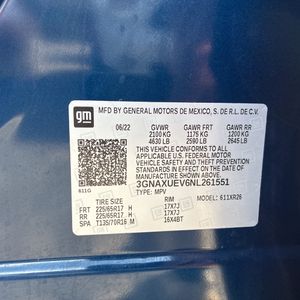 gm
MFD BY GENERAL MOTORS DE MEXICO, S. DE R.L. DE C.V.
06/22 GVWR GAWR FRT GAWR RR
2100 KG 1175 KG 1200 KG
4630 LB 2590 LB 2645 LB
THIS VEHICLE CONFORMS TO ALL
APPLICABLE U.S. FEDERAL MOTOR
VEHICLE SAFETY AND THEFT PREVENTION
STANDARDS IN EFFECT ON THE DATE OF
MANUFACTURE SHOWN ABOVE.
3GNAXUEV6NL261551
611G TYPE: MPV
TIRE SIZE RIM MODEL: 611XR26
FRT 225/65R17 H 17X7J
RR 225/65R17 H 17X7J
SPA T135/70R16 M 16X4BT